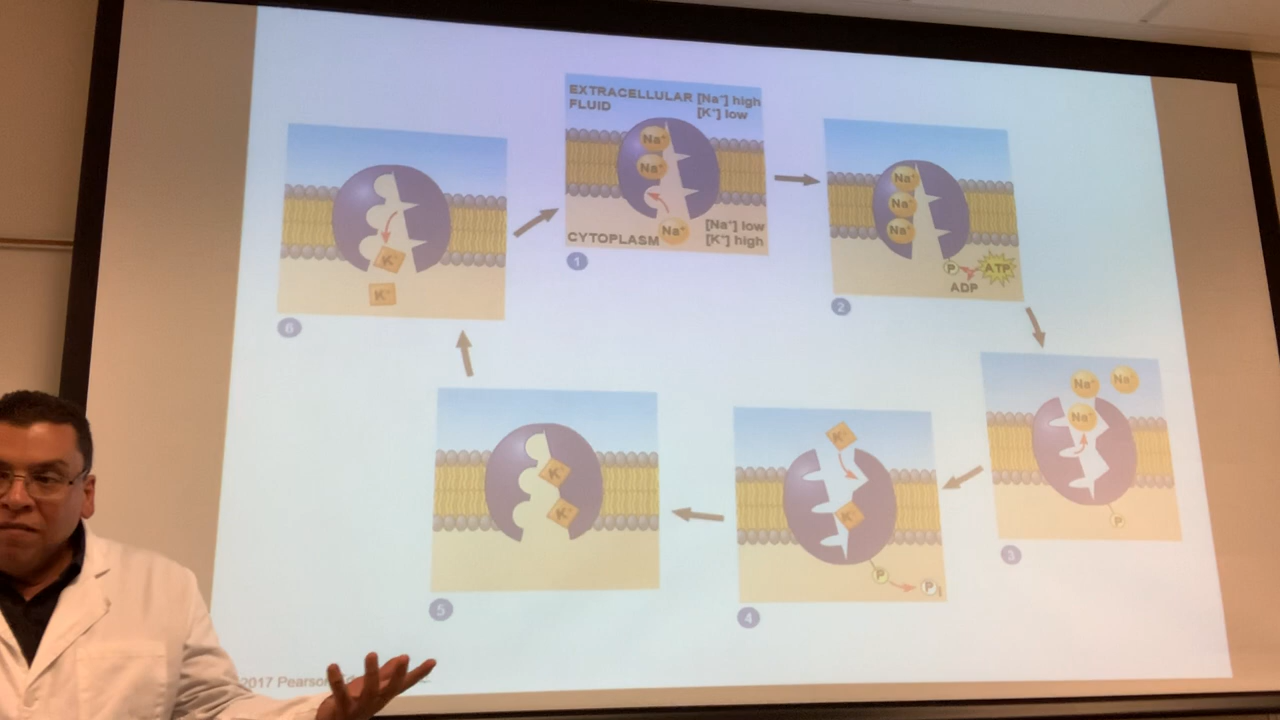 EXTRACELLULAR [Na⁺] high
FLUID [K⁺] low
Na⁺
Na⁺
Na⁺
[Na⁺] low
CYTOPLASM [K⁺] high
1
Na⁺
Na⁺
Na⁺
P ATP
ADP
2
Na⁺ Na⁺
Na⁺
P
3
K⁺
K⁺
P Pi
4
K⁺
K⁺
5
K⁺
K⁺
6
2017 Pearson